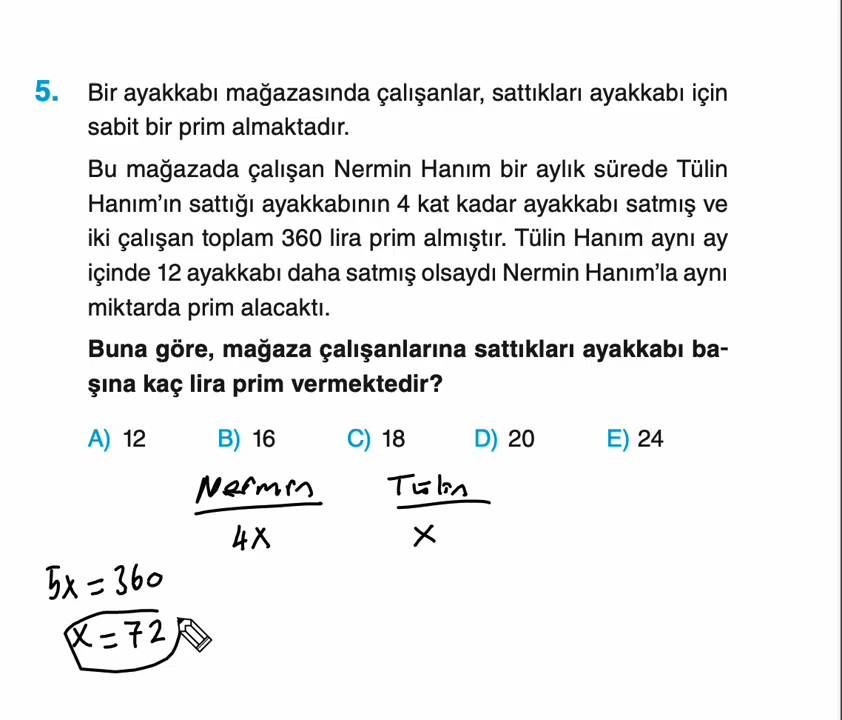 5. Bir ayakkabı mağazasında çalışanlar, sattıkları ayakkabı için
sabit bir prim almaktadır.
Bu mağazada çalışan Nermin Hanım bir aylık sürede Tülin
Hanım'ın sattığı ayakkabının 4 kat kadar ayakkabı satmış ve
iki çalışan toplam 360 lira prim almıştır. Tülin Hanım aynı ay
içinde 12 ayakkabı daha satmış olsaydı Nermin Hanım'la aynı
miktarda prim alacaktı.
Buna göre, mağaza çalışanlarına sattıkları ayakkabı ba-
şına kaç lira prim vermektedir?
A) 12 B) 16 C) 18 D) 20 E) 24
Nermin Tülin
4x x
5x = 360
x = 72